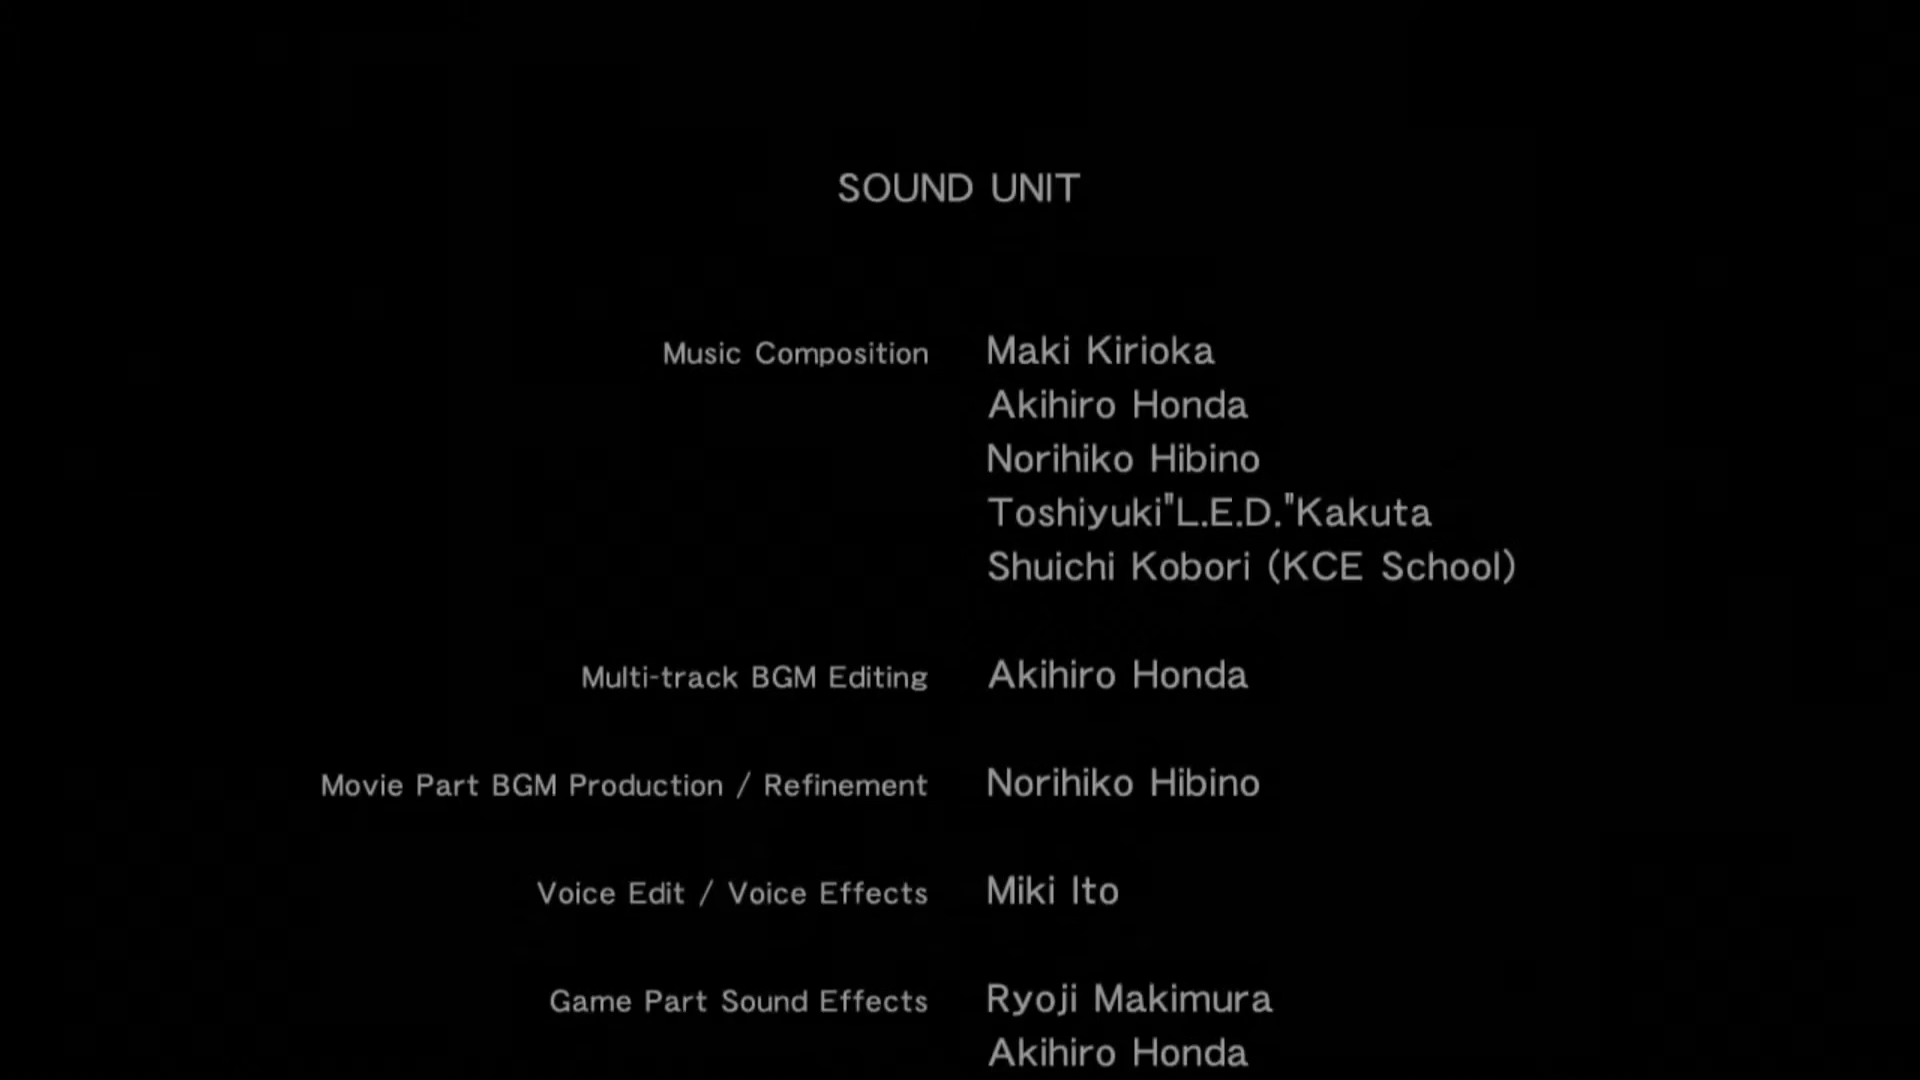 SOUND UNIT
Music Composition Maki Kirioka
Akihiro Honda
Norihiko Hibino
Toshiyuki"L.E.D."Kakuta
Shuichi Kobori (KCE School)
Multi-track BGM Editing Akihiro Honda
Movie Part BGM Production / Refinement Norihiko Hibino
Voice Edit / Voice Effects Miki Ito
Game Part Sound Effects Ryoji Makimura
Akihiro Honda